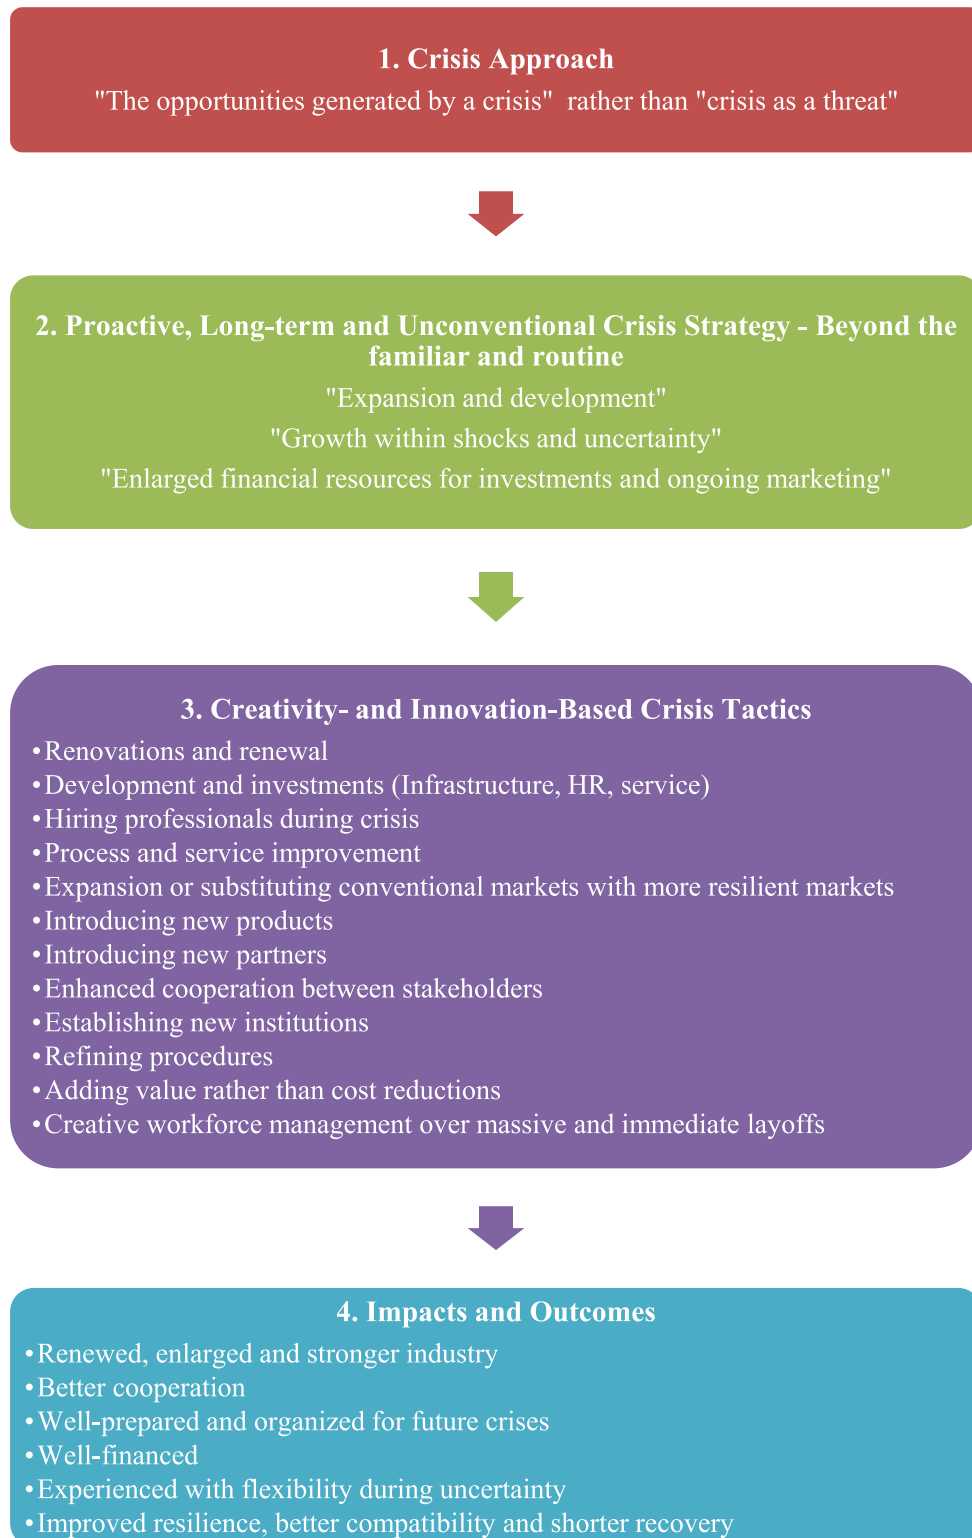 1. Crisis Approach
"The opportunities generated by a crisis"  rather than "crisis as a threat"
2. Proactive, Long-term and Unconventional Crisis Strategy - Beyond the
familiar and routine
"Expansion and development"
"Growth within shocks and uncertainty"
"Enlarged financial resources for investments and ongoing marketing"
3. Creativity- and Innovation-Based Crisis Tactics
•Renovations and renewal
•Development and investments (Infrastructure, HR, service)
•Hiring professionals during crisis
•Process and service improvement
•Expansion or substituting conventional markets with more resilient markets
•Introducing new products
•Introducing new partners
•Enhanced cooperation between stakeholders
•Establishing new institutions
•Refining procedures
•Adding value rather than cost reductions
•Creative workforce management over massive and immediate layoffs
4. Impacts and Outcomes
•Renewed, enlarged and stronger industry
•Better cooperation
•Well-prepared and organized for future crises
•Well-financed
•Experienced with flexibility during uncertainty
•Improved resilience, better compatibility and shorter recovery